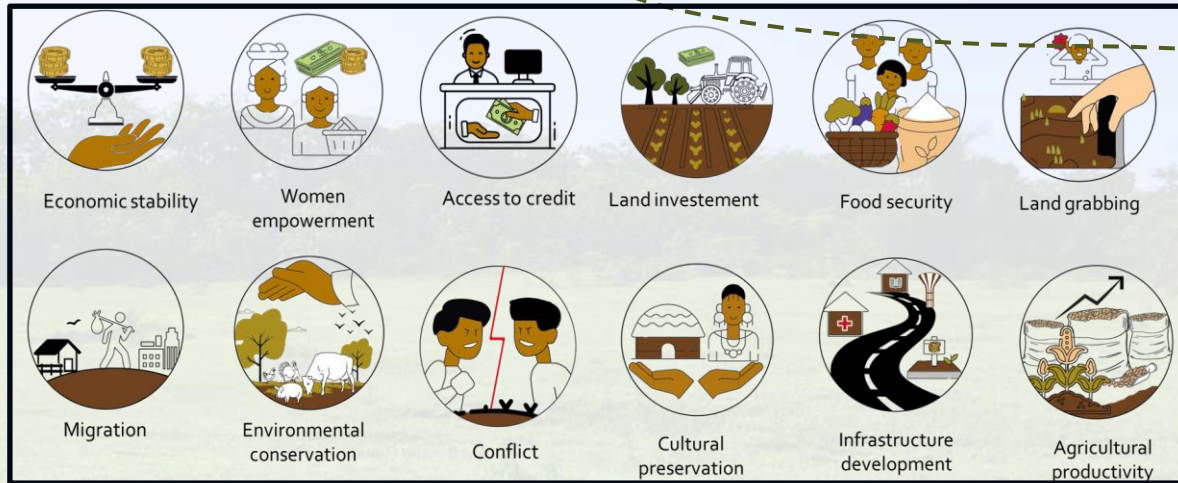 Economic stability
Women
empowerment
Access to credit
Land investement
Food security
Land grabbing
Migration
Environmental
conservation
Conflict
Cultural
preservation
Infrastructure
development
Agricultural
productivity